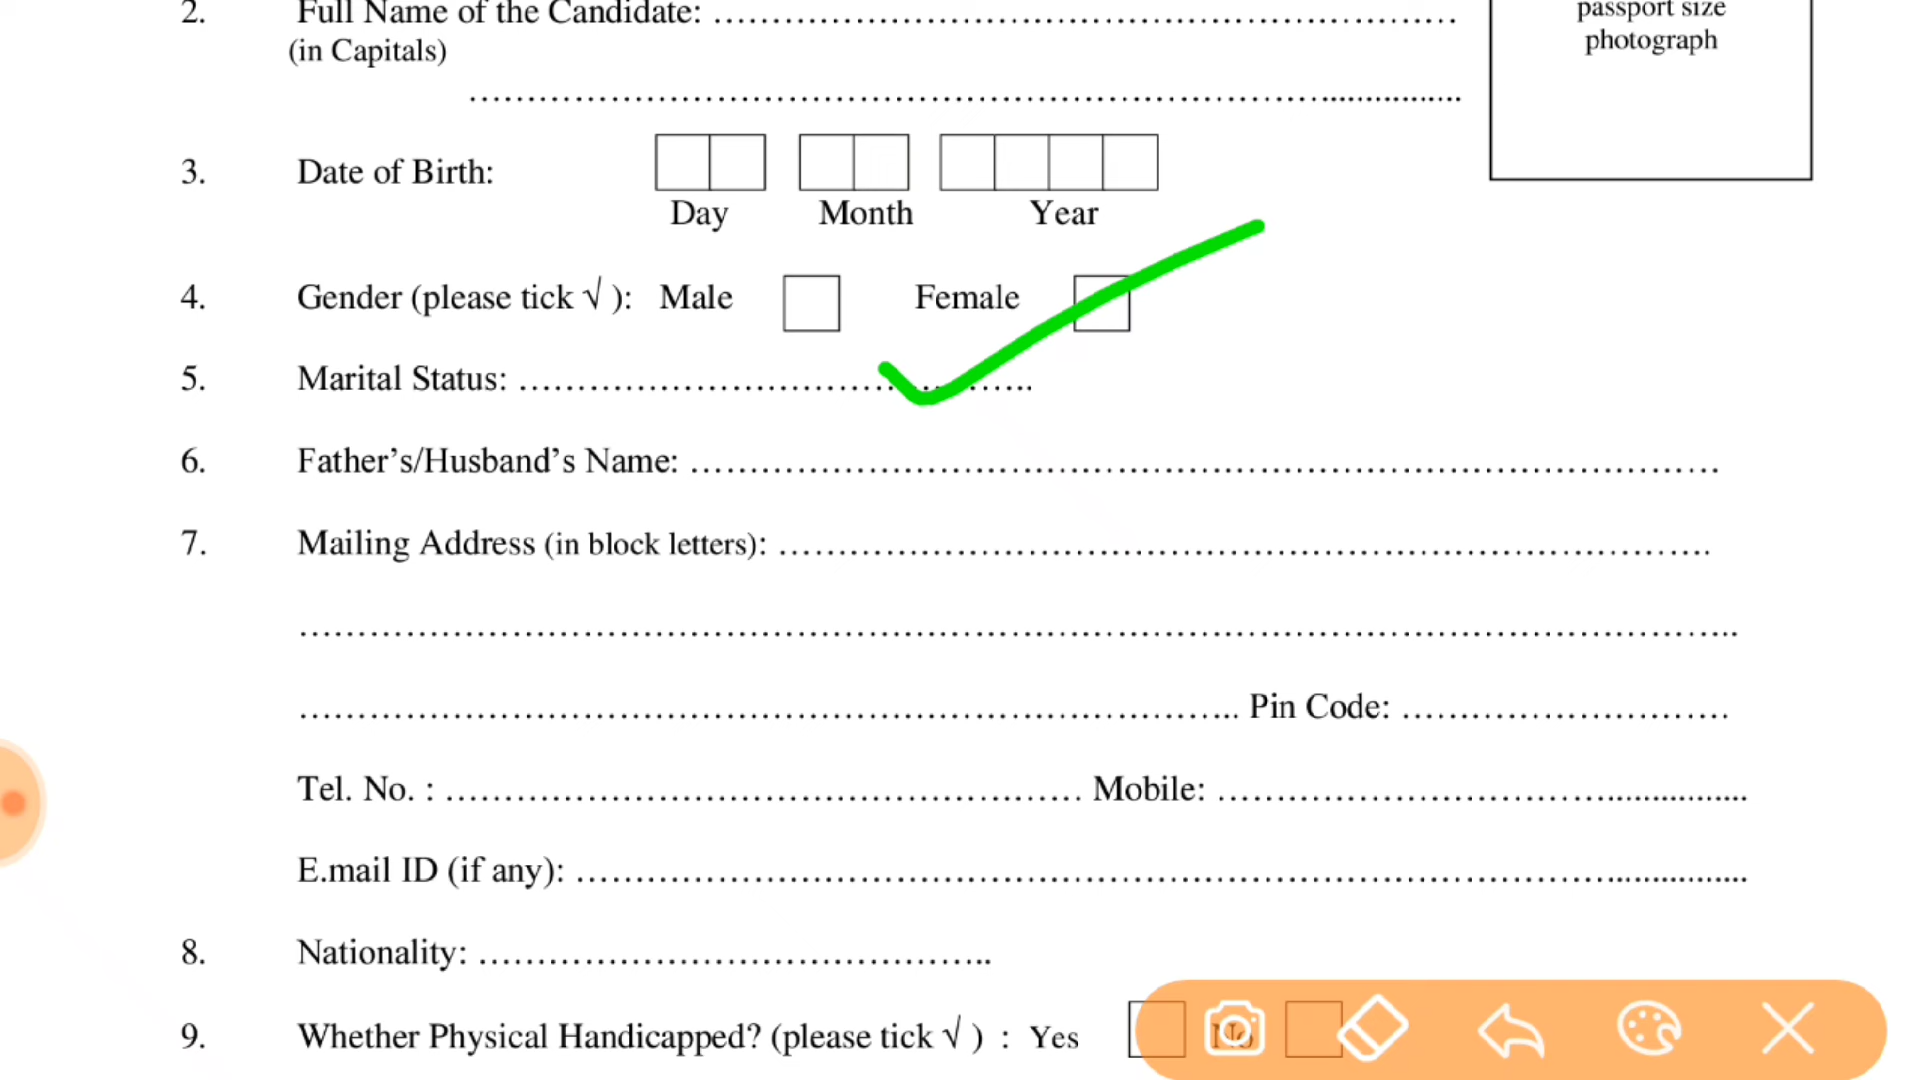 2. Full Name of the Candidate: ........................................................................
passport size
(in Capitals)
photograph
........................................................................
3. Date of Birth:
Day Month Year
4. Gender (please tick √ ): Male Female
5. Marital Status: ........................................
6. Father's/Husband's Name: ........................................................................
7. Mailing Address (in block letters): ........................................................................
........................................................................
........................................................................ Pin Code: ............................
Tel. No. : ........................................................ Mobile: ........................................
E.mail ID (if any): ........................................................................
8. Nationality: ........................................
9. Whether Physical Handicapped? (please tick √ ) : Yes No